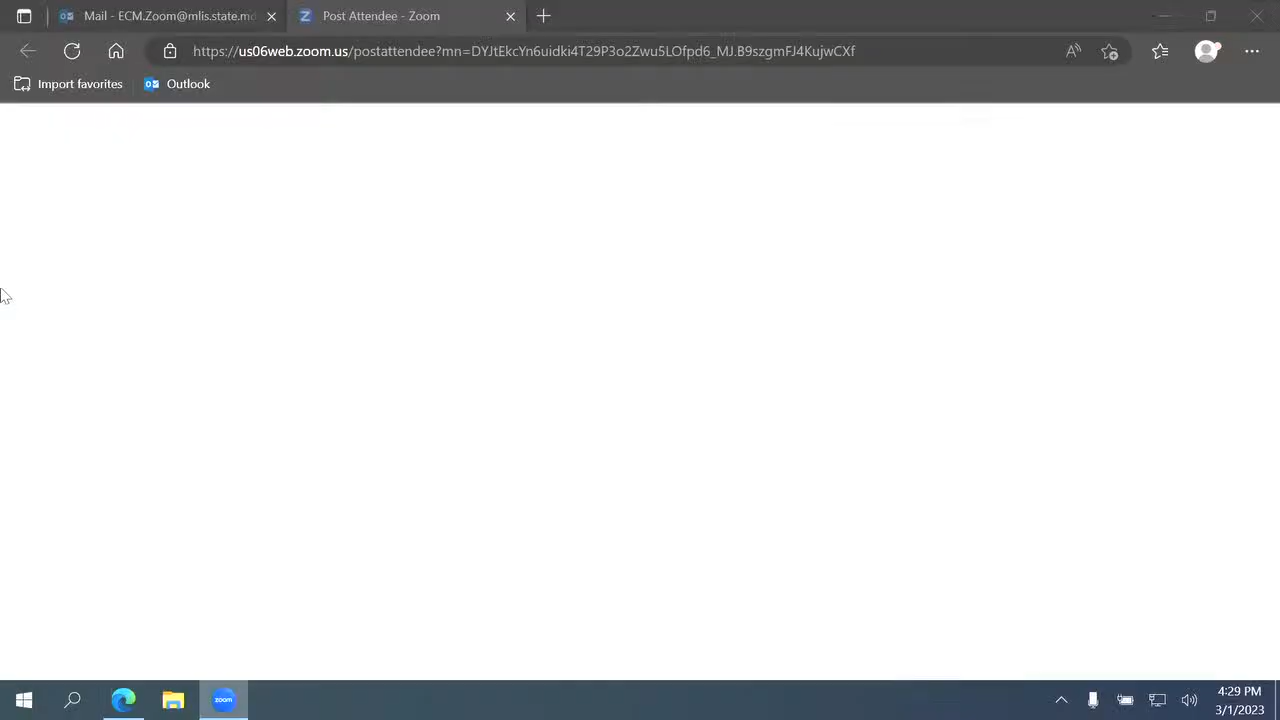 Mail - ECM.Zoom@mlis.state.md
Post Attendee - Zoom
https://us06web.zoom.us/postattendee?mn=DYJtEkcYn6uidki4T29P3o2Zwu5LOfpd6_MJ.B9szgmFJ4KujwCXf
Import favorites
Outlook
zoom
4:29 PM
3/1/2023